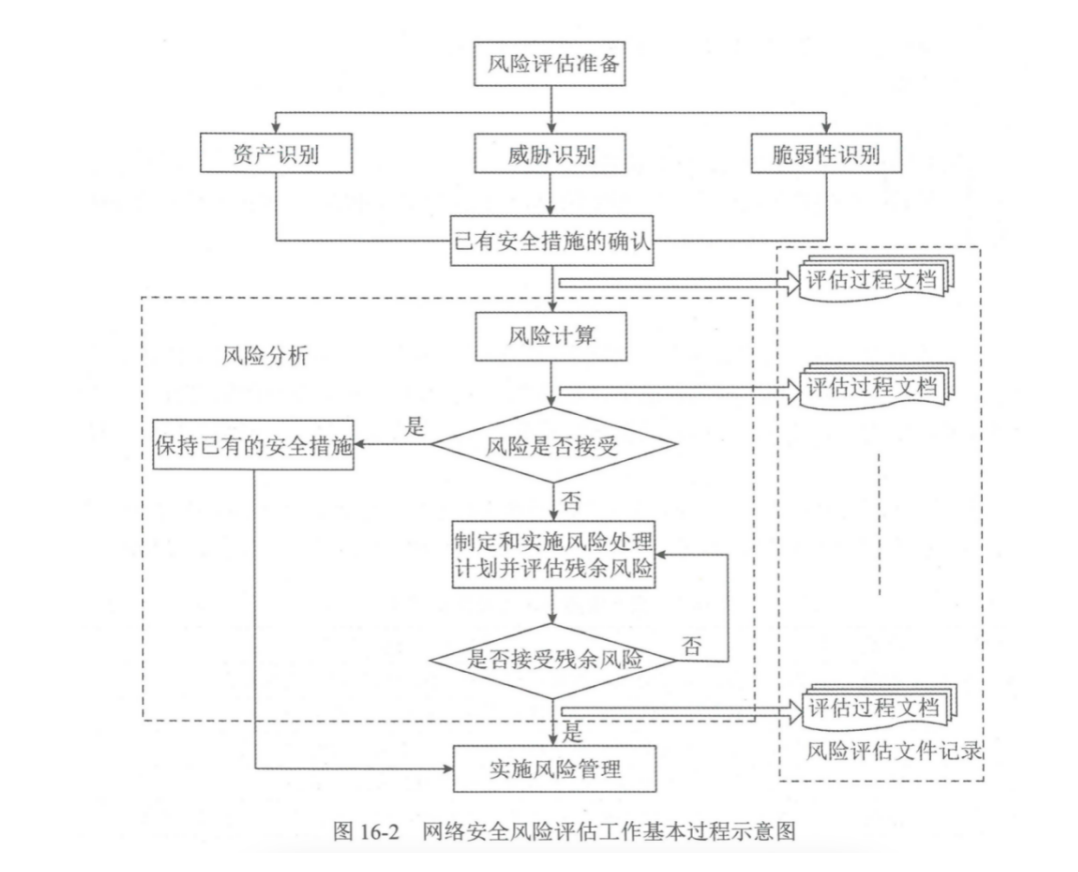 风险评估准备
资产识别
威胁识别
脆弱性识别
已有安全措施的确认
评估过程文档
风险计算
风险分析
评估过程文档
是
保持已有的安全措施
风险是否接受
否
制定和实施风险处理
计划并评估残余风险
否
是否接受残余风险
评估过程文档
是
风险评估文件记录
实施风险管理
图 16-2 网络安全风险评估工作基本过程示意图